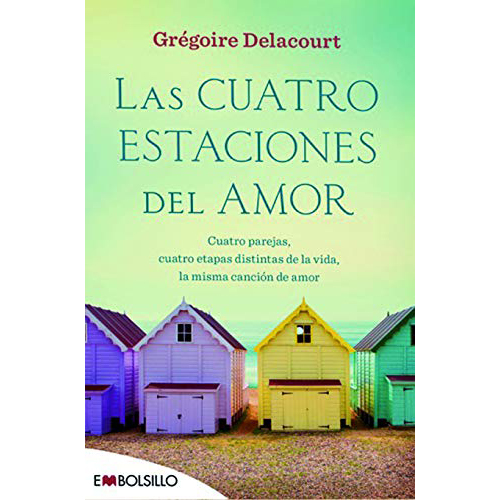 Grégoire Delacourt
LAS CUATRO
ESTACIONES
DEL AMOR
Cuatro parejas,
cuatro etapas distintas de la vida,
la misma canción de amor
EMBOLSILLO